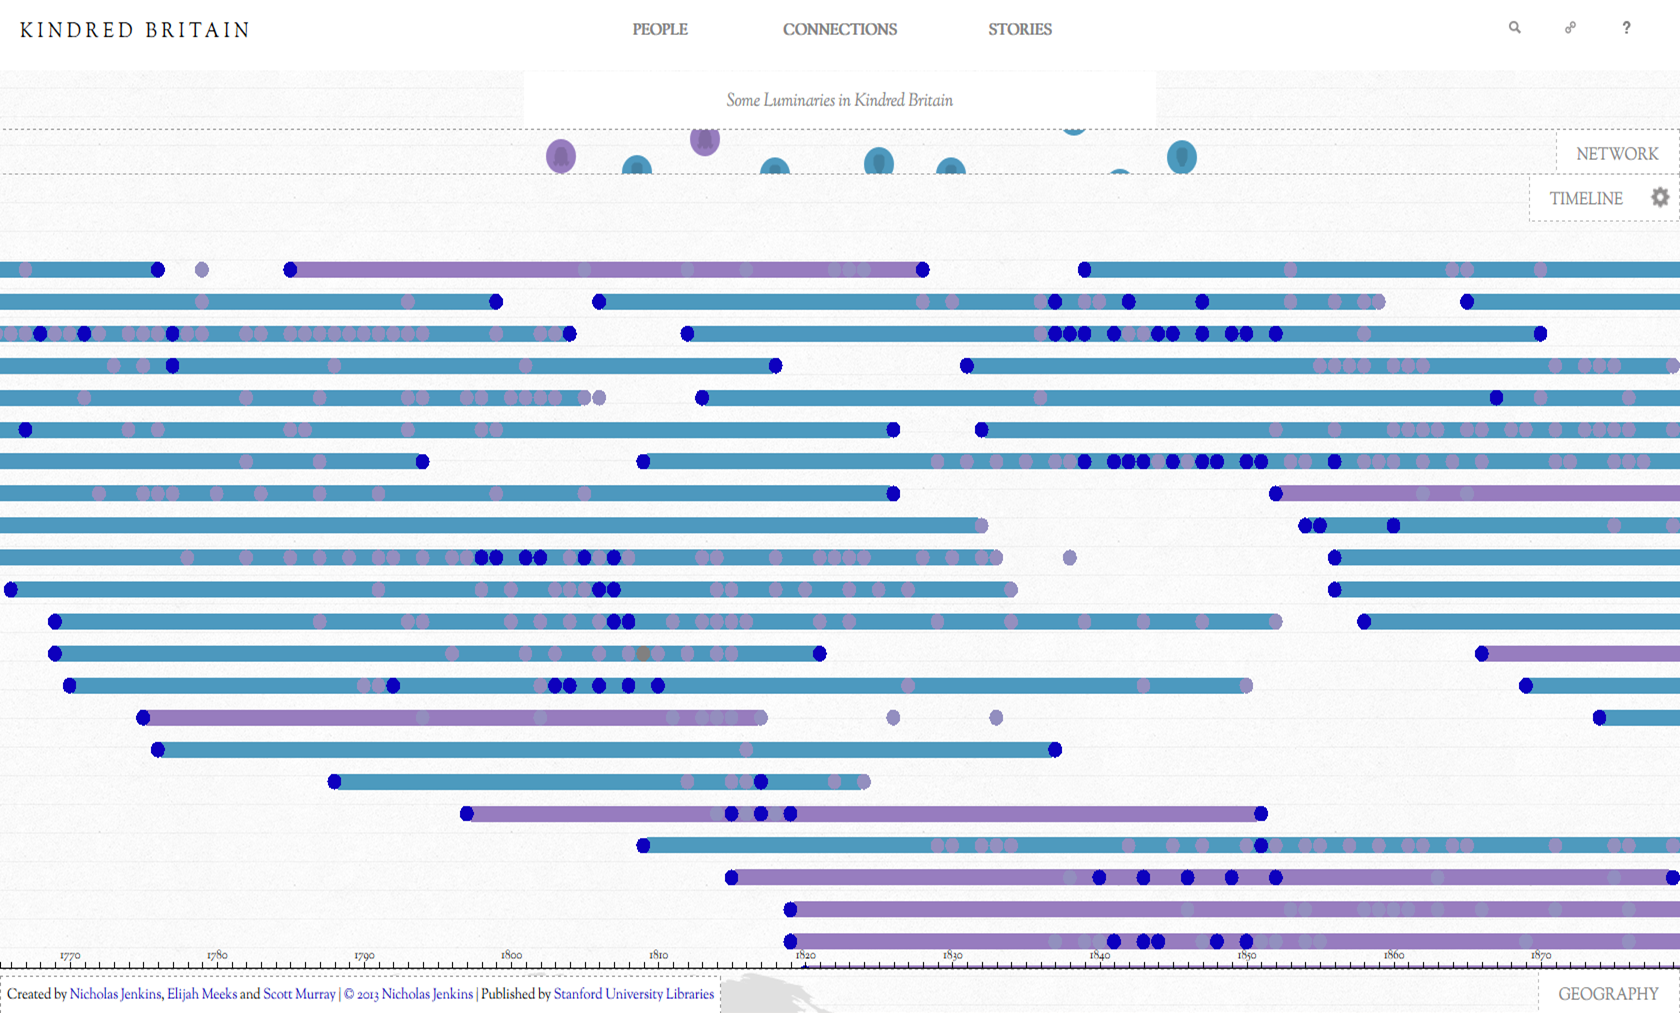 KINDRED BRITAIN
PEOPLE CONNECTIONS STORIES ?
Some Luminaries in Kindred Britain
NETWORK
TIMELINE
1770 1780 1790 1800 1810 1820 1830 1840 1850 1860 1870
Created by Nicholas Jenkins, Elijah Meeks and Scott Murray | © 2013 Nicholas Jenkins | Published by Stanford University Libraries
GEOGRAPHY